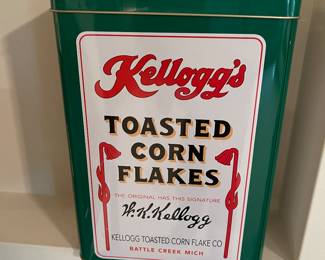 Kellogg's
TOASTED
CORN
FLAKES
THE ORIGINAL HAS THIS SIGNATURE
W.K.Kellogg
KELLOGG TOASTED CORN FLAKE CO
BATTLE CREEK MICH